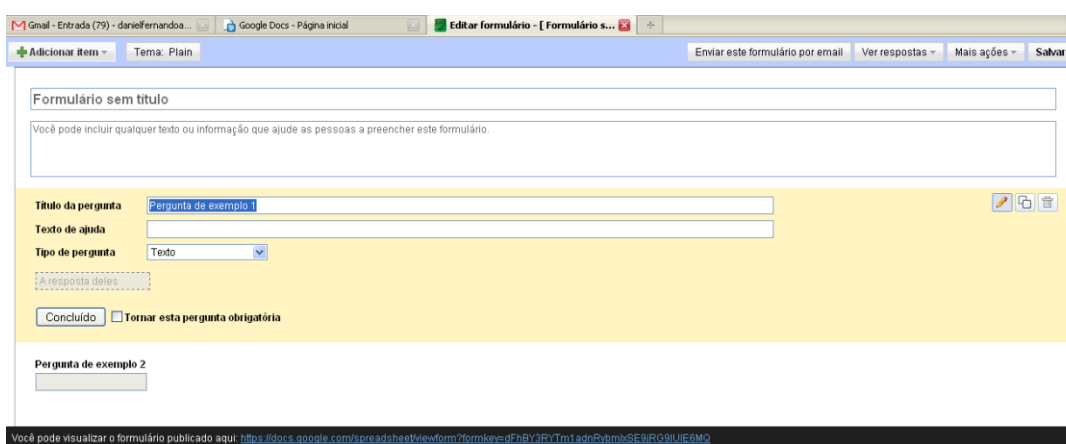 Gmail - Entrada (79) - danielfernandoa... Google Docs - Página inicial Editar formulário - [ Formulário s...
Adicionar item Tema: Plain Enviar este formulário por email Ver respostas Mais ações Salvar
Formulário sem título
Você pode incluir qualquer texto ou informação que ajude as pessoas a preencher este formulário.
Título da pergunta Pergunta de exemplo 1
Texto de ajuda
Tipo de pergunta Texto
A resposta deles
Concluído Tornar esta pergunta obrigatória
Pergunta de exemplo 2
Você pode visualizar o formulário publicado aqui: